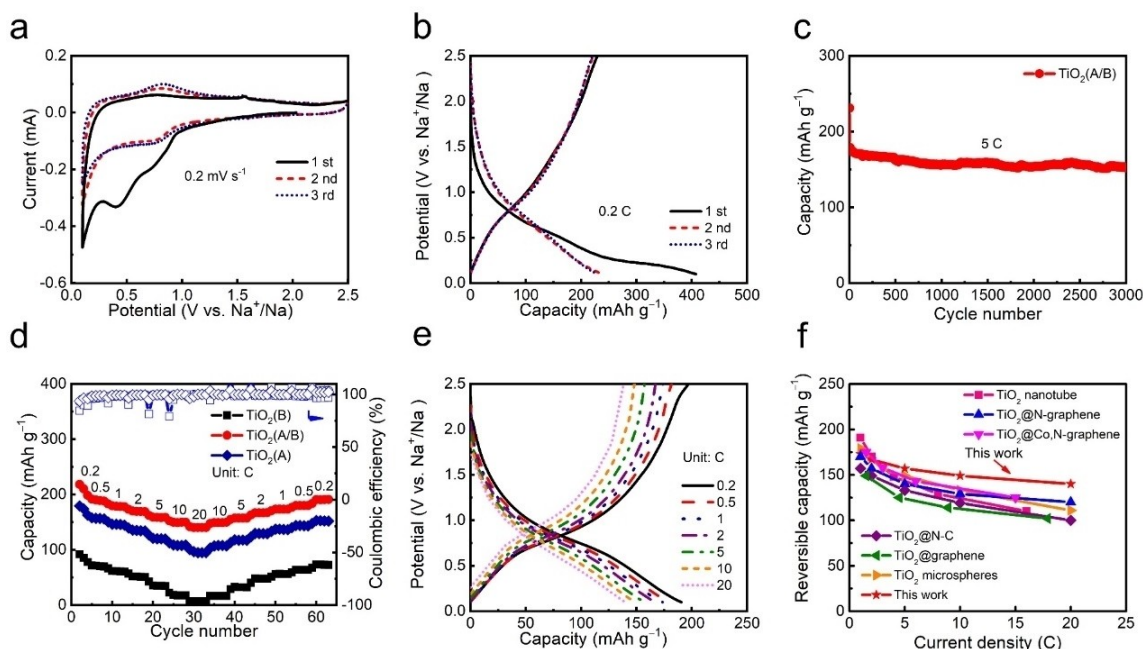 a
0.2
0.0
-0.2
-0.4
-0.6
Current (mA)
0.2 mV s⁻¹
1 st
2 nd
3 rd
0.0 0.5 1.0 1.5 2.0 2.5
Potential (V vs. Na⁺/Na)
b
2.5
2.0
1.5
1.0
0.5
0.0
Potential (V vs. Na⁺/Na)
0.2 C
1 st
2 nd
3 rd
0 100 200 300 400 500
Capacity (mAh g⁻¹)
c
300
250
200
150
100
50
0
Capacity (mAh g⁻¹)
TiO₂(A/B)
5 C
0 500 1000 1500 2000 2500 3000
Cycle number
d
400
300
200
100
0
Capacity (mAh g⁻¹)
TiO₂(B)
TiO₂(A/B)
TiO₂(A)
Unit: C
0.2 0.5 1 2 5 10 20 10 5 2 1 0.5 0.2
100
50
0
-50
-100
Coulombic efficiency (%)
0 10 20 30 40 50 60
Cycle number
e
2.5
2.0
1.5
1.0
0.5
0.0
Potential (V vs. Na⁺/Na)
Unit: C
0.2
0.5
1
2
5
10
20
0 50 100 150 200 250
Capacity (mAh g⁻¹)
f
250
225
200
175
150
125
100
75
50
25
0
Reversible capacity (mAh g⁻¹)
TiO₂ nanotube
TiO₂@N-graphene
TiO₂@Co,N-graphene
This work
TiO₂@N-C
TiO₂@graphene
TiO₂ microspheres
This work
0 5 10 15 20 25
Current density (C)